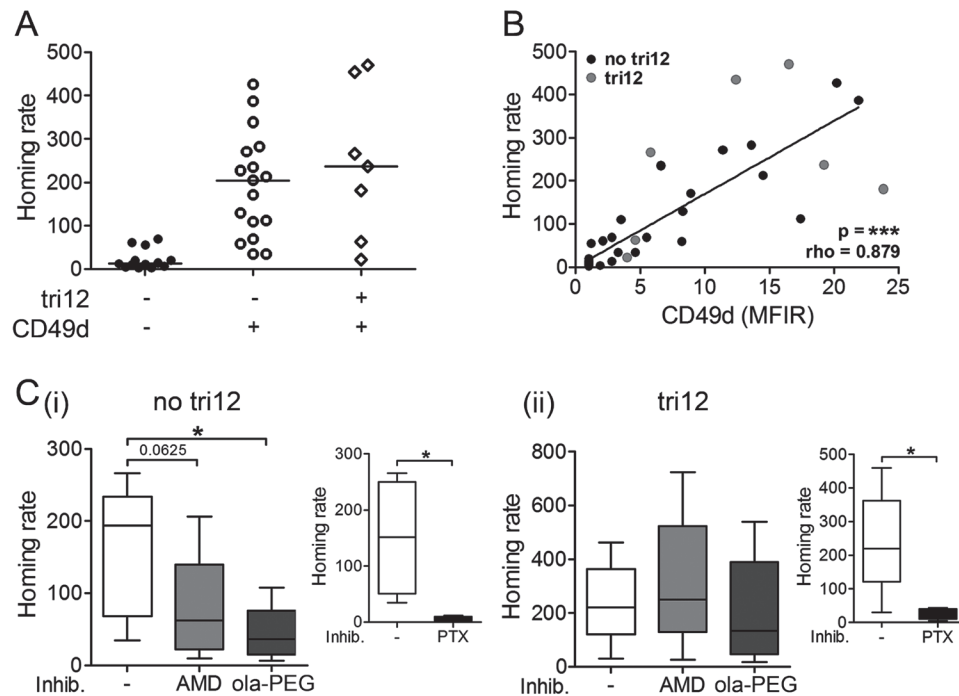 A
Homing rate
500
400
300
200
100
0
tri12 - - +
CD49d - + +
B
Homing rate
500
400
300
200
100
0
no tri12
tri12
p = ***
rho = 0.879
0 5 10 15 20 25
CD49d (MFIR)
C (i) no tri12
Homing rate
300
200
100
0
*
0.0625
Inhib. - AMD ola-PEG
Homing rate
300
200
100
0
*
Inhib. - PTX
(ii) tri12
Homing rate
800
600
400
200
0
Inhib. - AMD ola-PEG
Homing rate
500
400
300
200
100
0
*
Inhib. - PTX